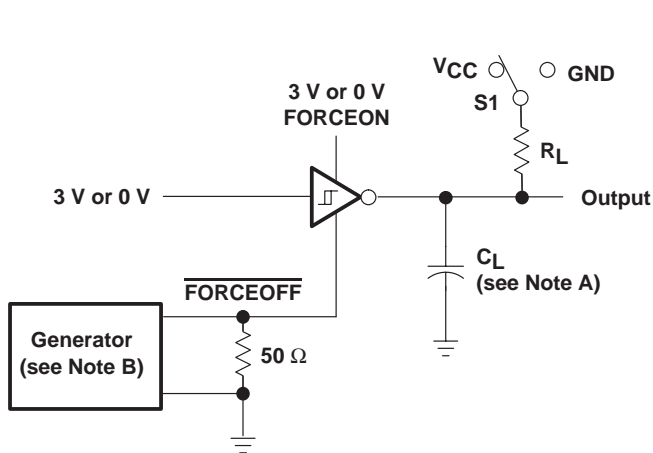 VCC
GND
S1
3 V or 0 V
FORCEON
RL
3 V or 0 V
Output
CL
(see Note A)
FORCEOFF
Generator
(see Note B)
50 Ω